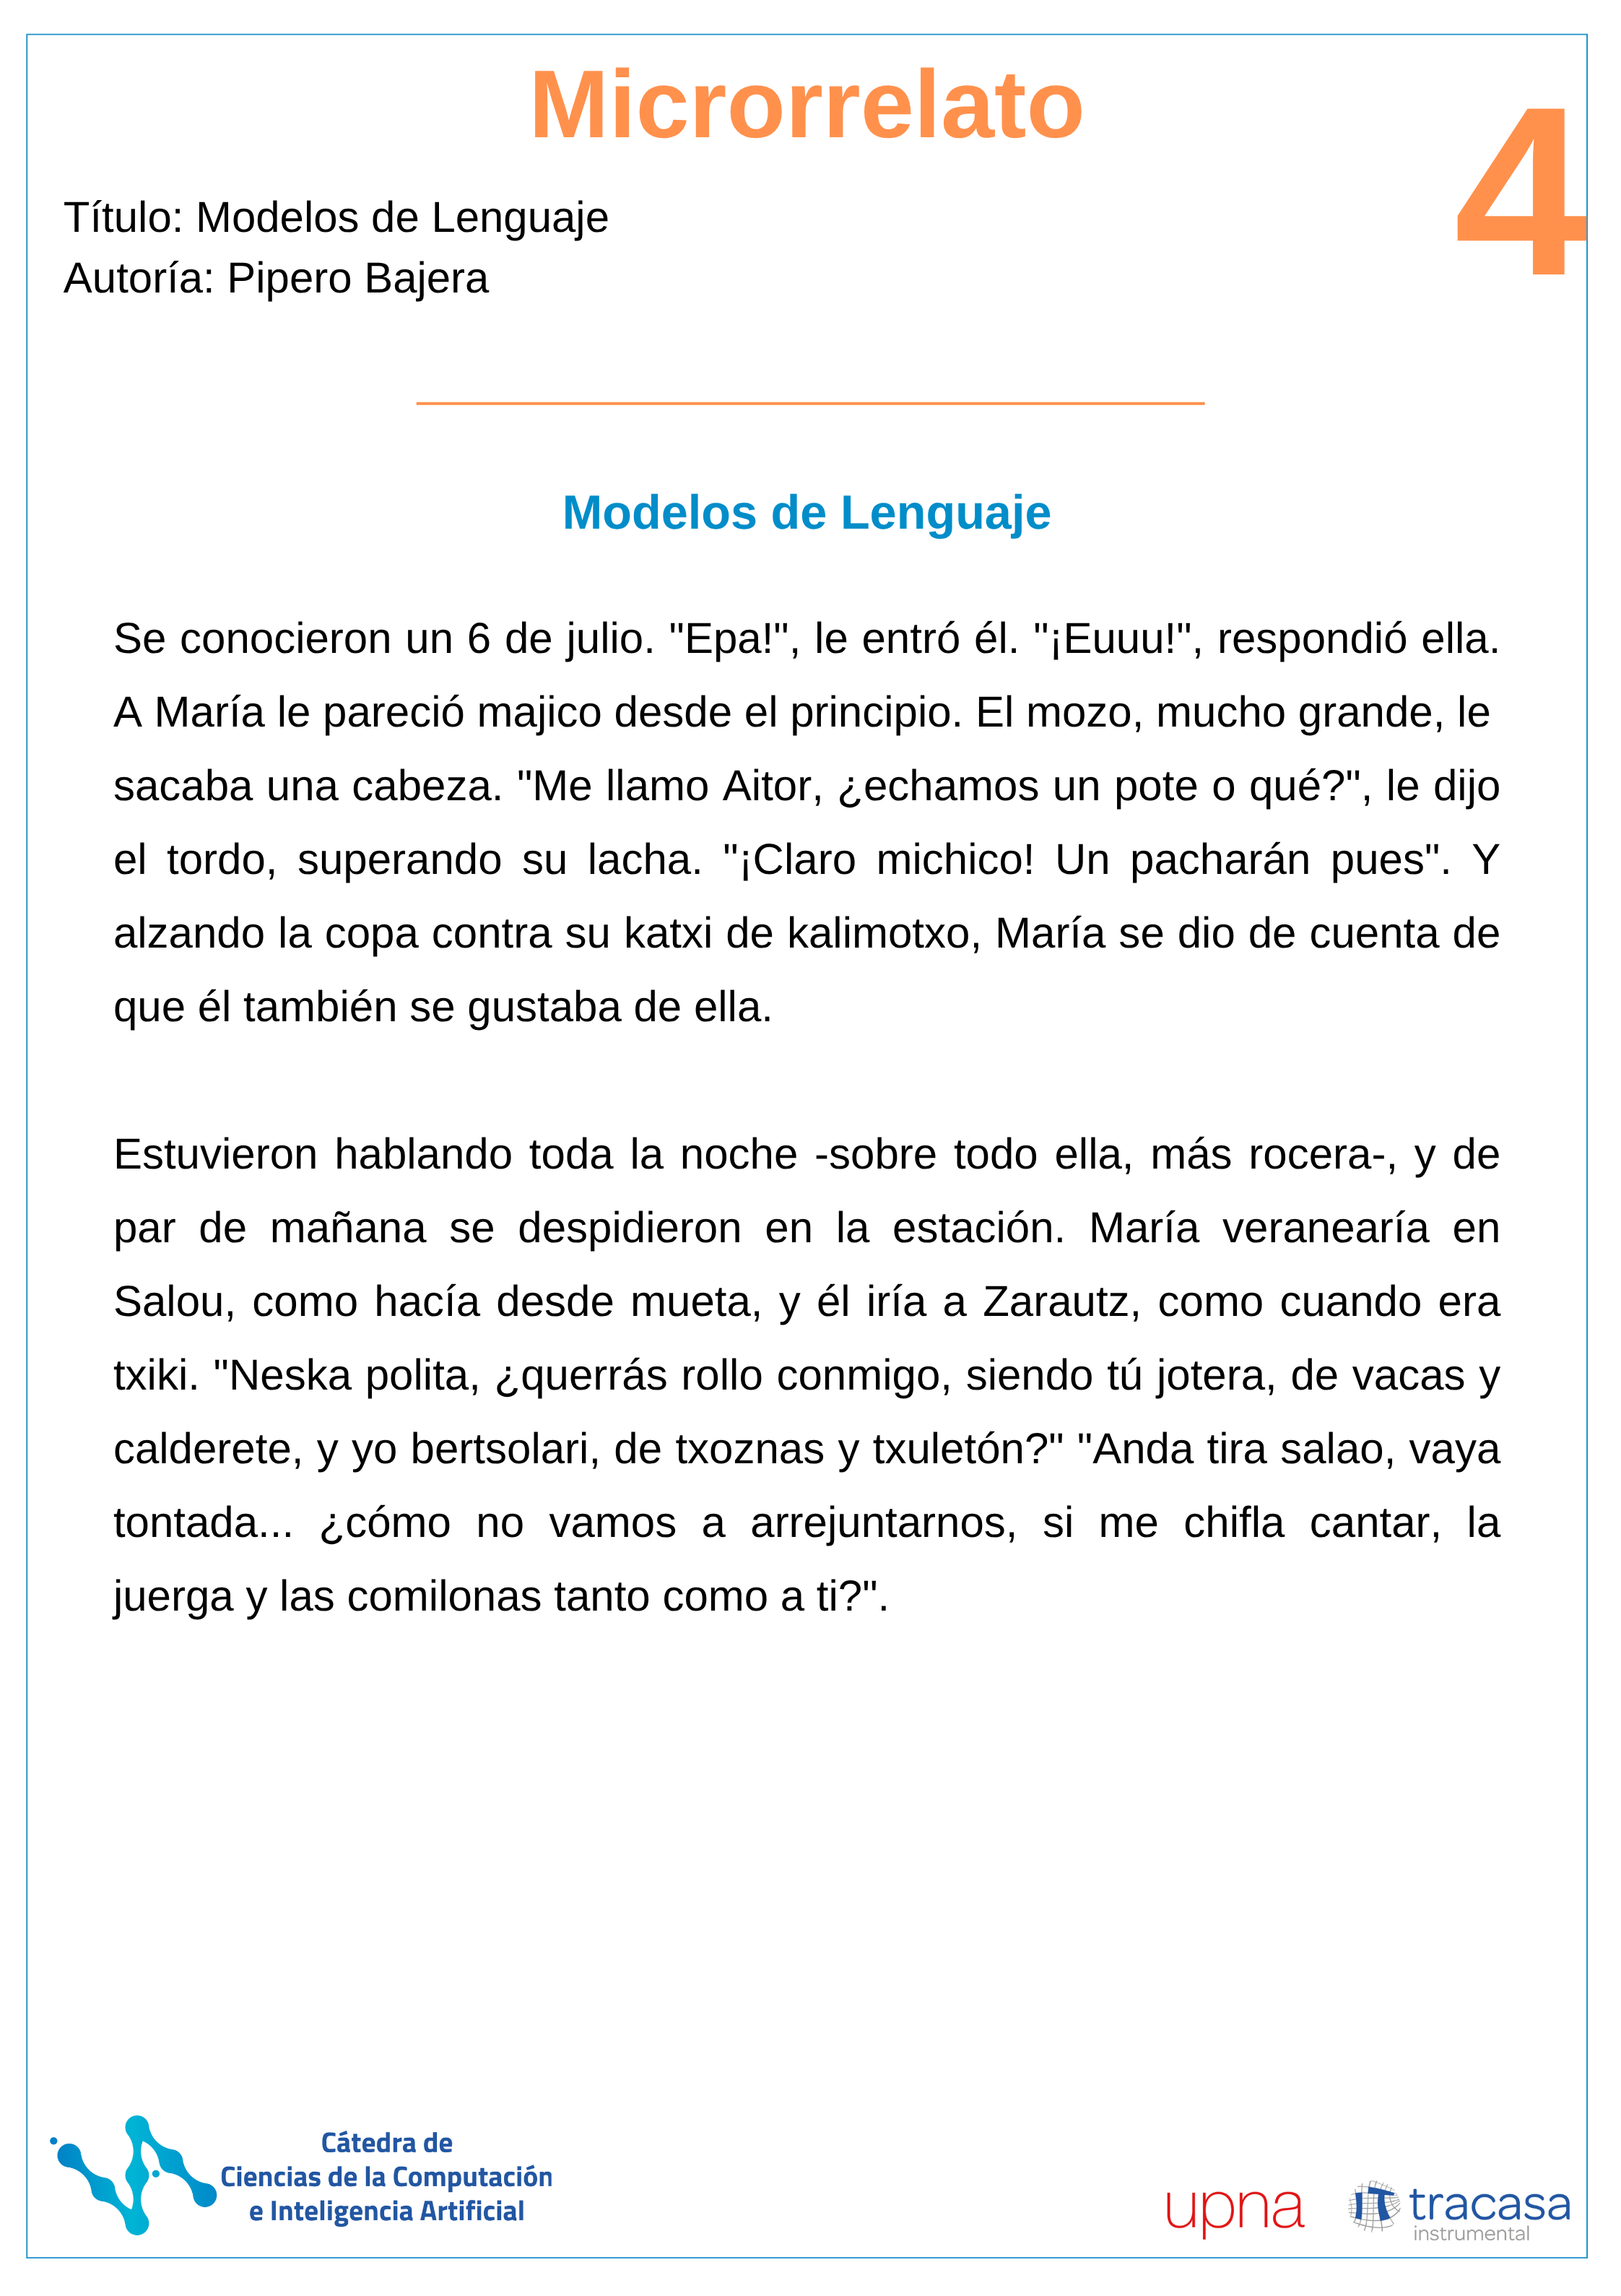 Microrrelato
4
Título: Modelos de Lenguaje
Autoría: Pipero Bajera
Modelos de Lenguaje
Se conocieron un 6 de julio. "Epa!", le entró él. "¡Euuu!", respondió ella.
A María le pareció majico desde el principio. El mozo, mucho grande, le
sacaba una cabeza. "Me llamo Aitor, ¿echamos un pote o qué?", le dijo
el tordo, superando su lacha. "¡Claro michico! Un pacharán pues". Y
alzando la copa contra su katxi de kalimotxo, María se dio de cuenta de
que él también se gustaba de ella.
Estuvieron hablando toda la noche -sobre todo ella, más rocera-, y de
par de mañana se despidieron en la estación. María veranearía en
Salou, como hacía desde mueta, y él iría a Zarautz, como cuando era
txiki. "Neska polita, ¿querrás rollo conmigo, siendo tú jotera, de vacas y
calderete, y yo bertsolari, de txoznas y txuletón?" "Anda tira salao, vaya
tontada... ¿cómo no vamos a arrejuntarnos, si me chifla cantar, la
juerga y las comilonas tanto como a ti?".
Cátedra de
Ciencias de la Computación
e Inteligencia Artificial
upna
tracasa
instrumental